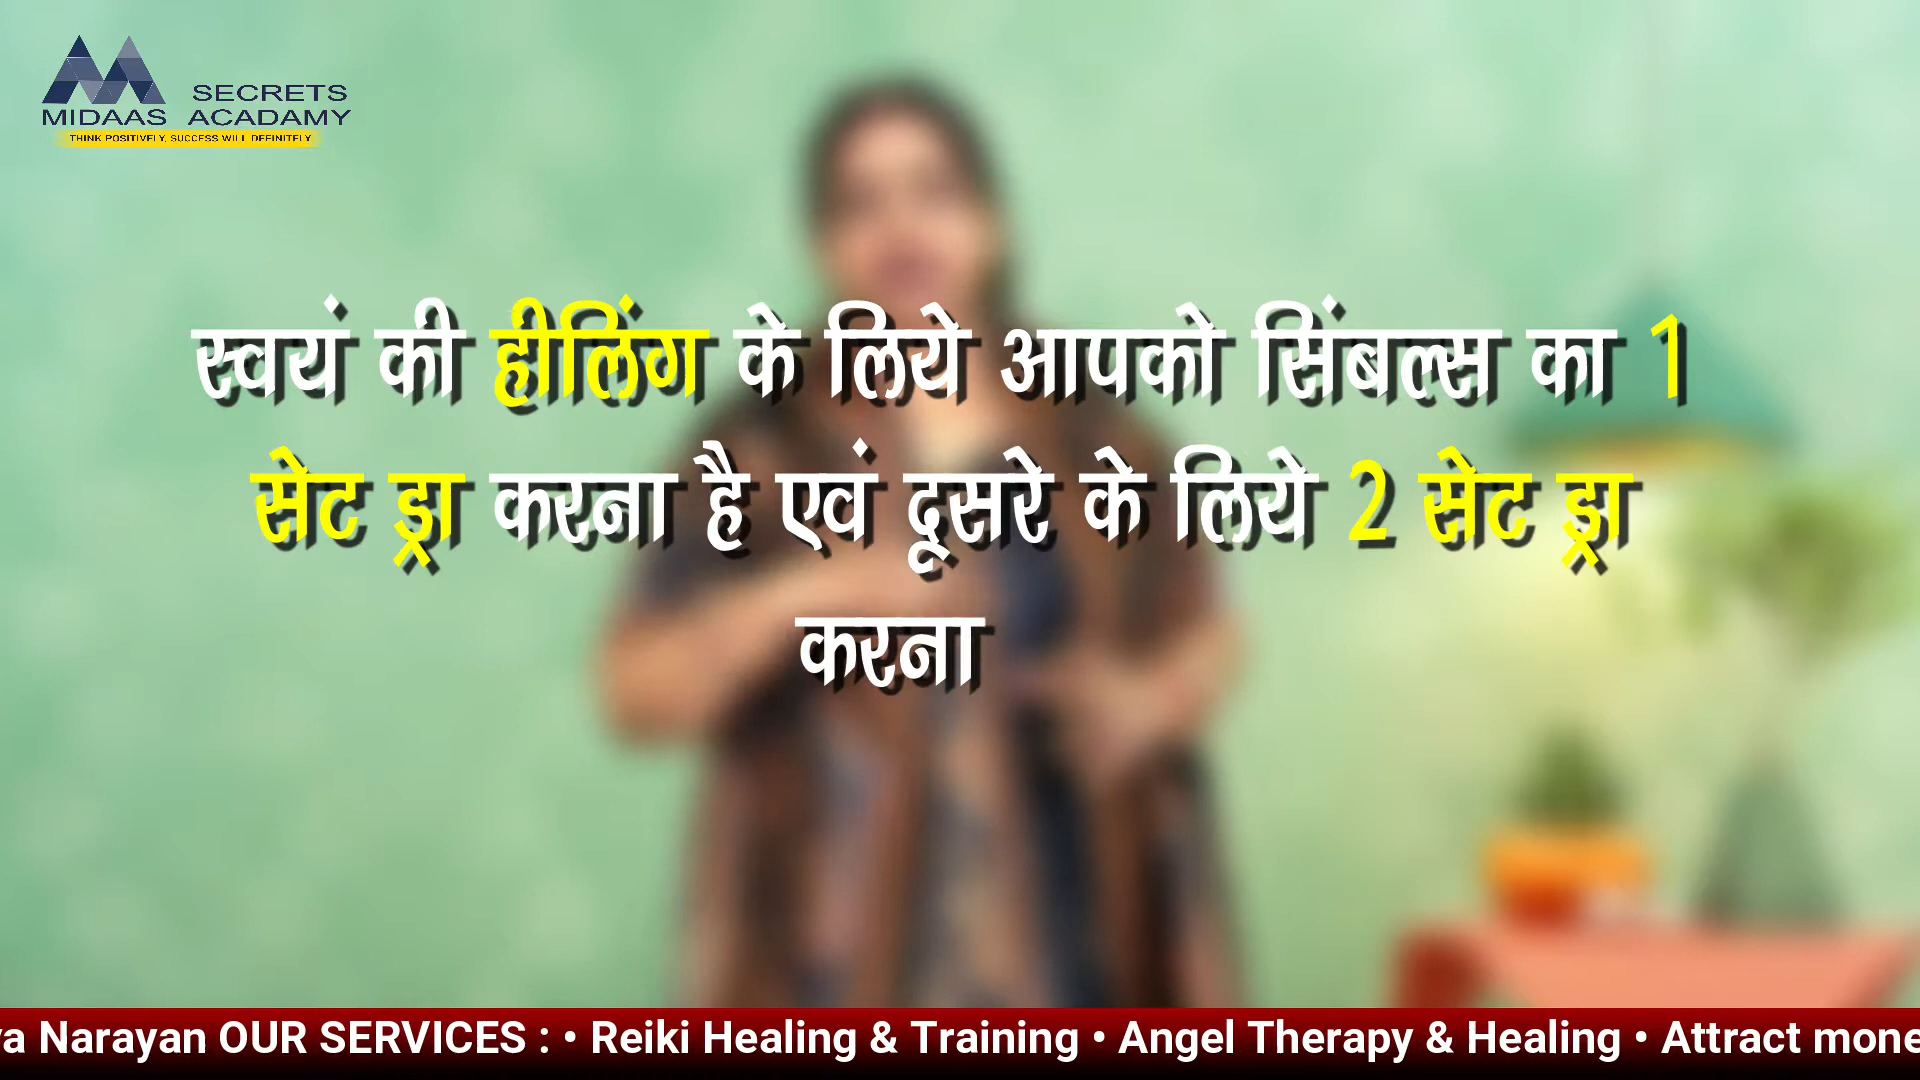 SECRETS
MIDAAS ACADAMY
THINK POSITIVELY, SUCCESS WILL DEFINITELY
स्वयं की हीलिंग के लिये आपको सिंबल्स का 1
सेट ड्रा करना है एवं दूसरे के लिये 2 सेट ड्रा
करना
va Narayan OUR SERVICES : • Reiki Healing & Training • Angel Therapy & Healing • Attract mone